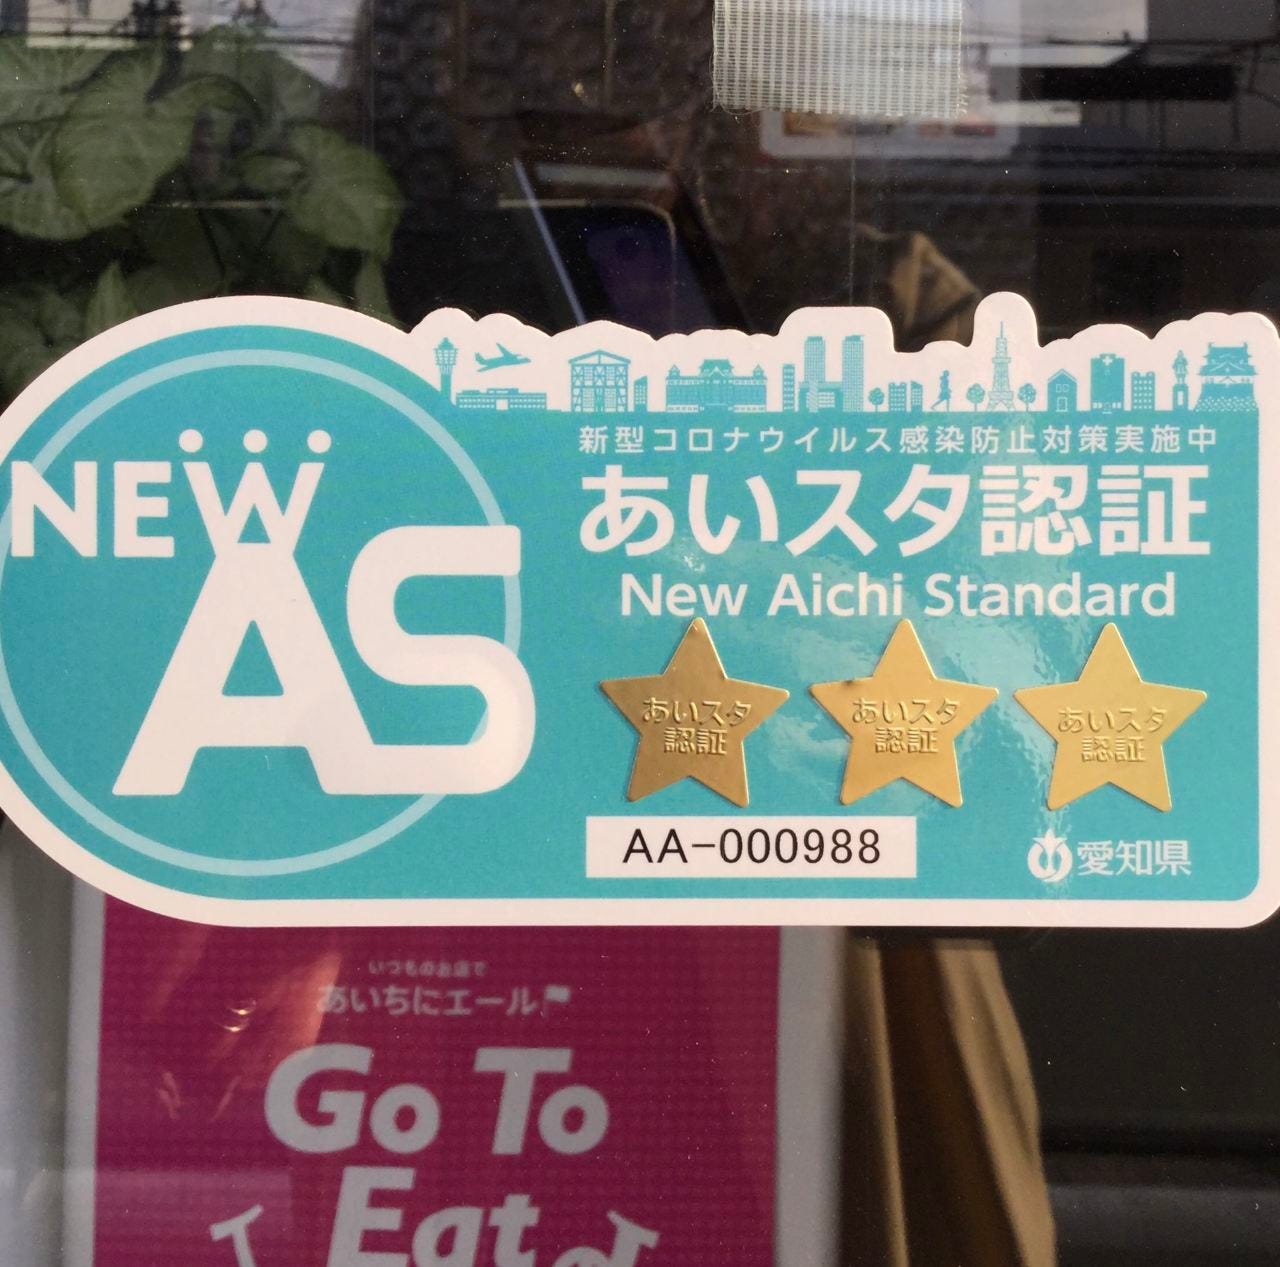 NEW
AS
新型コロナウイルス感染防止対策実施中
あいスタ認証
New Aichi Standard
あいスタ
認証
あいスタ
認証
あいスタ
認証
AA-000988
愛知県
いつものお店で
あいちにエール
Go To
Eat